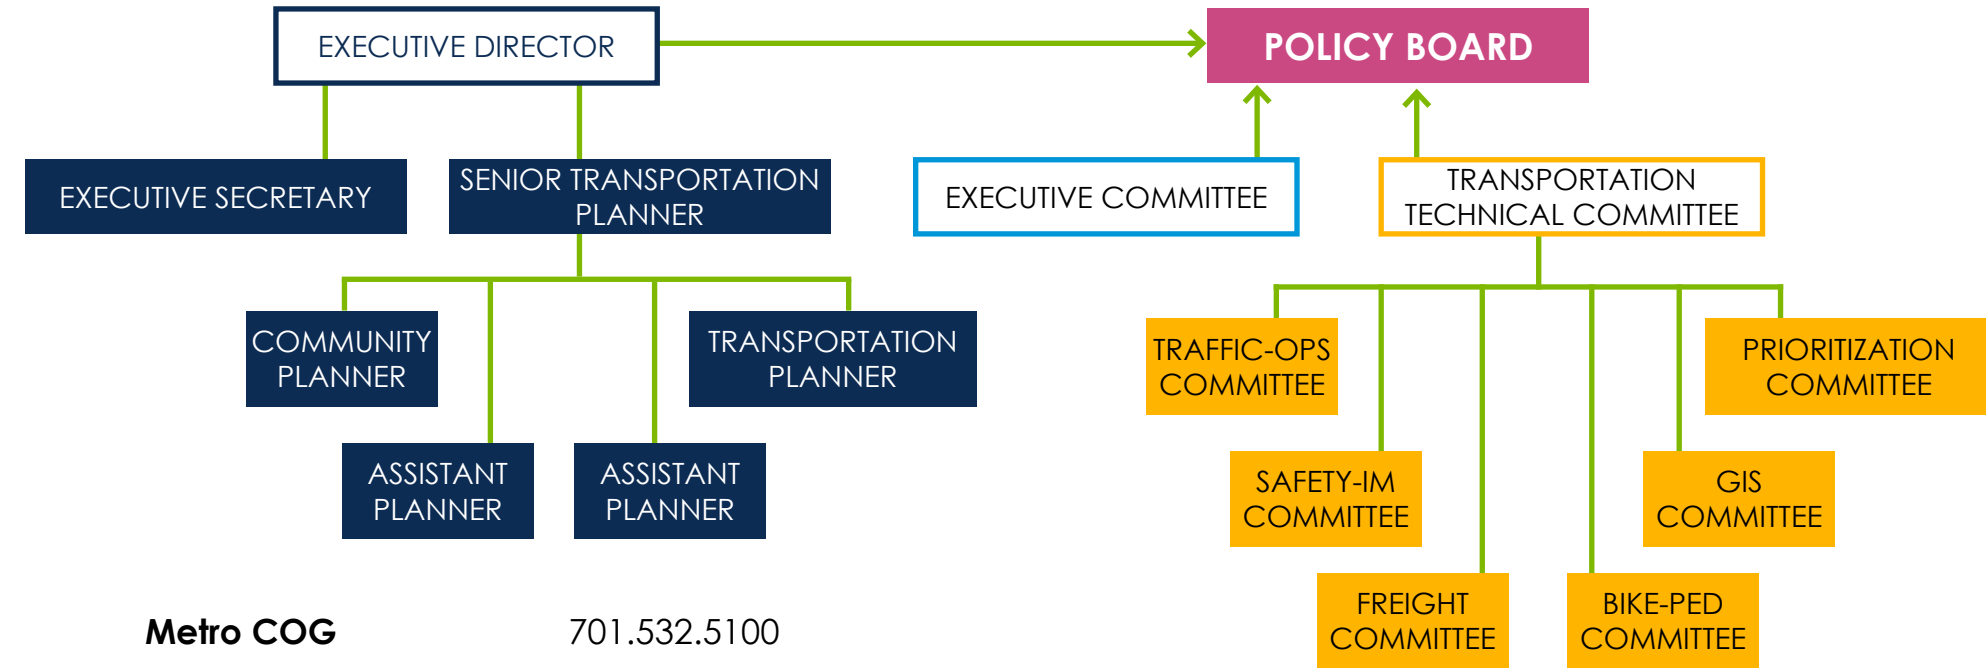 EXECUTIVE DIRECTOR
POLICY BOARD
EXECUTIVE SECRETARY
SENIOR TRANSPORTATION
PLANNER
EXECUTIVE COMMITTEE
TRANSPORTATION
TECHNICAL COMMITTEE
COMMUNITY
PLANNER
TRANSPORTATION
PLANNER
TRAFFIC-OPS
COMMITTEE
PRIORITIZATION
COMMITTEE
ASSISTANT
PLANNER
ASSISTANT
PLANNER
SAFETY-IM
COMMITTEE
GIS
COMMITTEE
FREIGHT
COMMITTEE
BIKE-PED
COMMITTEE
Metro COG
701.532.5100